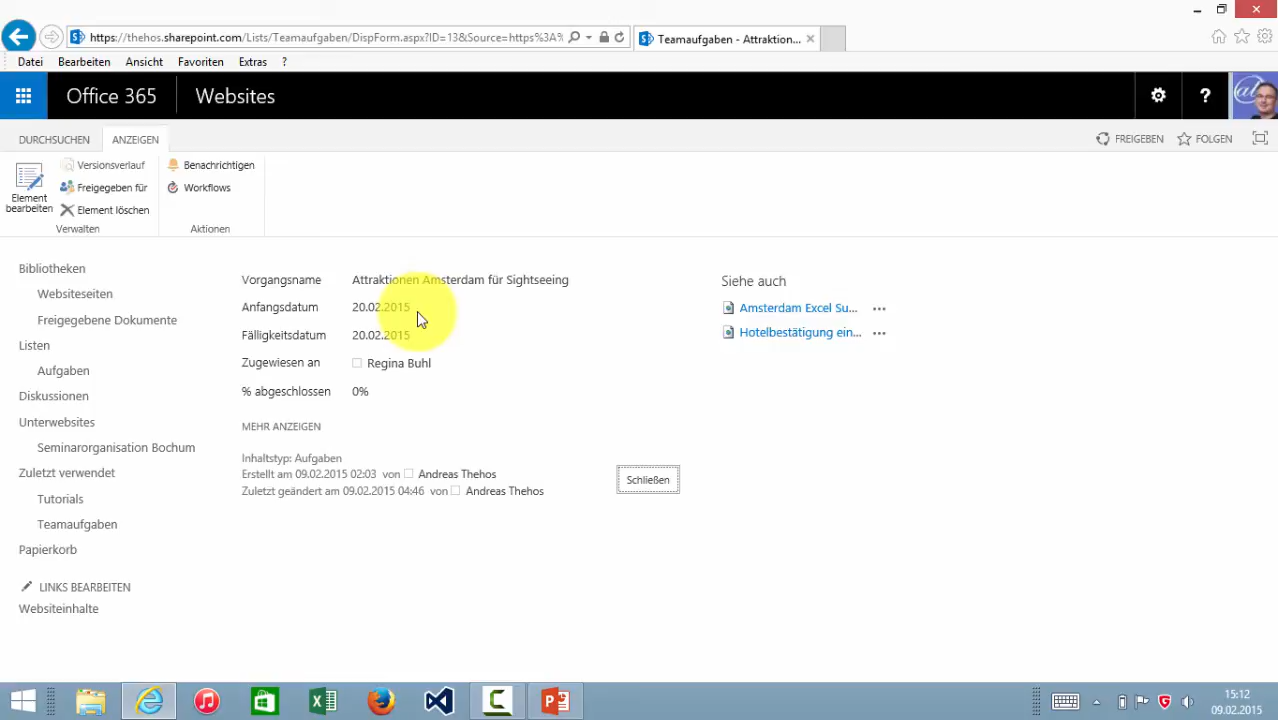 https://thehos.sharepoint.com/Lists/Teamaufgaben/DispForm.aspx?ID=13&Source=https%3A%
Teamaufgaben - Attraktion...
Datei Bearbeiten Ansicht Favoriten Extras ?
Office 365 Websites
?
DURCHSUCHEN ANZEIGEN
FREIGEBEN FOLGEN
Element bearbeiten
Versionsverlauf
Freigegeben für
Element löschen
Verwalten
Benachrichtigen
Workflows
Aktionen
Bibliotheken
Websiteseiten
Freigegebene Dokumente
Listen
Aufgaben
Diskussionen
Unterwebsites
Seminarorganisation Bochum
Zuletzt verwendet
Tutorials
Teamaufgaben
Papierkorb
LINKS BEARBEITEN
Websiteinhalte
Vorgangsname Attraktionen Amsterdam für Sightseeing
Anfangsdatum 20.02.2015
Fälligkeitsdatum 20.02.2015
Zugewiesen an Regina Buhl
% abgeschlossen 0%
MEHR ANZEIGEN
Inhaltstyp: Aufgaben
Erstellt am 09.02.2015 02:03 von Andreas Thehos
Zuletzt geändert am 09.02.2015 04:46 von Andreas Thehos
Schließen
Siehe auch
Amsterdam Excel Su... ...
Hotelbestätigung ein... ...
15:12
09.02.2015